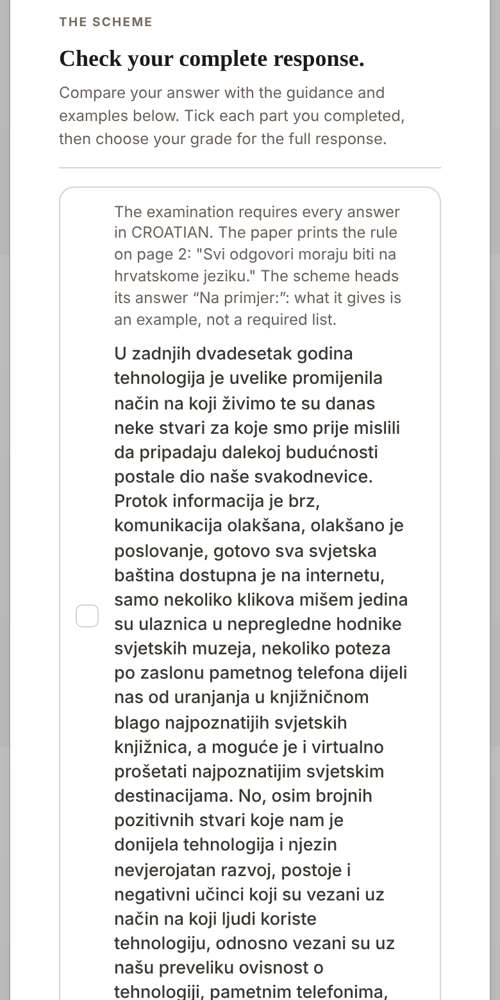 THE SCHEME
Check your complete response.
Compare your answer with the guidance and
examples below. Tick each part you completed,
then choose your grade for the full response.
The examination requires every answer
in CROATIAN. The paper prints the rule
on page 2: "Svi odgovori moraju biti na
hrvatskome jeziku." The scheme heads
its answer “Na primjer:”: what it gives is
an example, not a required list.
U zadnjih dvadesetak godina
tehnologija je uvelike promijenila
način na koji živimo te su danas
neke stvari za koje smo prije mislili
da pripadaju dalekoj budućnosti
postale dio naše svakodnevice.
Protok informacija je brz,
komunikacija olakšana, olakšano je
poslovanje, gotovo sva svjetska
baština dostupna je na internetu,
samo nekoliko klikova mišem jedina
su ulaznica u nepregledne hodnike
svjetskih muzeja, nekoliko poteza
po zaslonu pametnog telefona dijeli
nas od uranjanja u knjižničnom
blago najpoznatijih svjetskih
knjižnica, a moguće je i virtualno
prošetati najpoznatijim svjetskim
destinacijama. No, osim brojnih
pozitivnih stvari koje nam je
donijela tehnologija i njezin
nevjerojatan razvoj, postoje i
negativni učinci koji su vezani uz
način na koji ljudi koriste
tehnologiju, odnosno vezani su uz
našu preveliku ovisnost o
tehnologiji, pametnim telefonima,